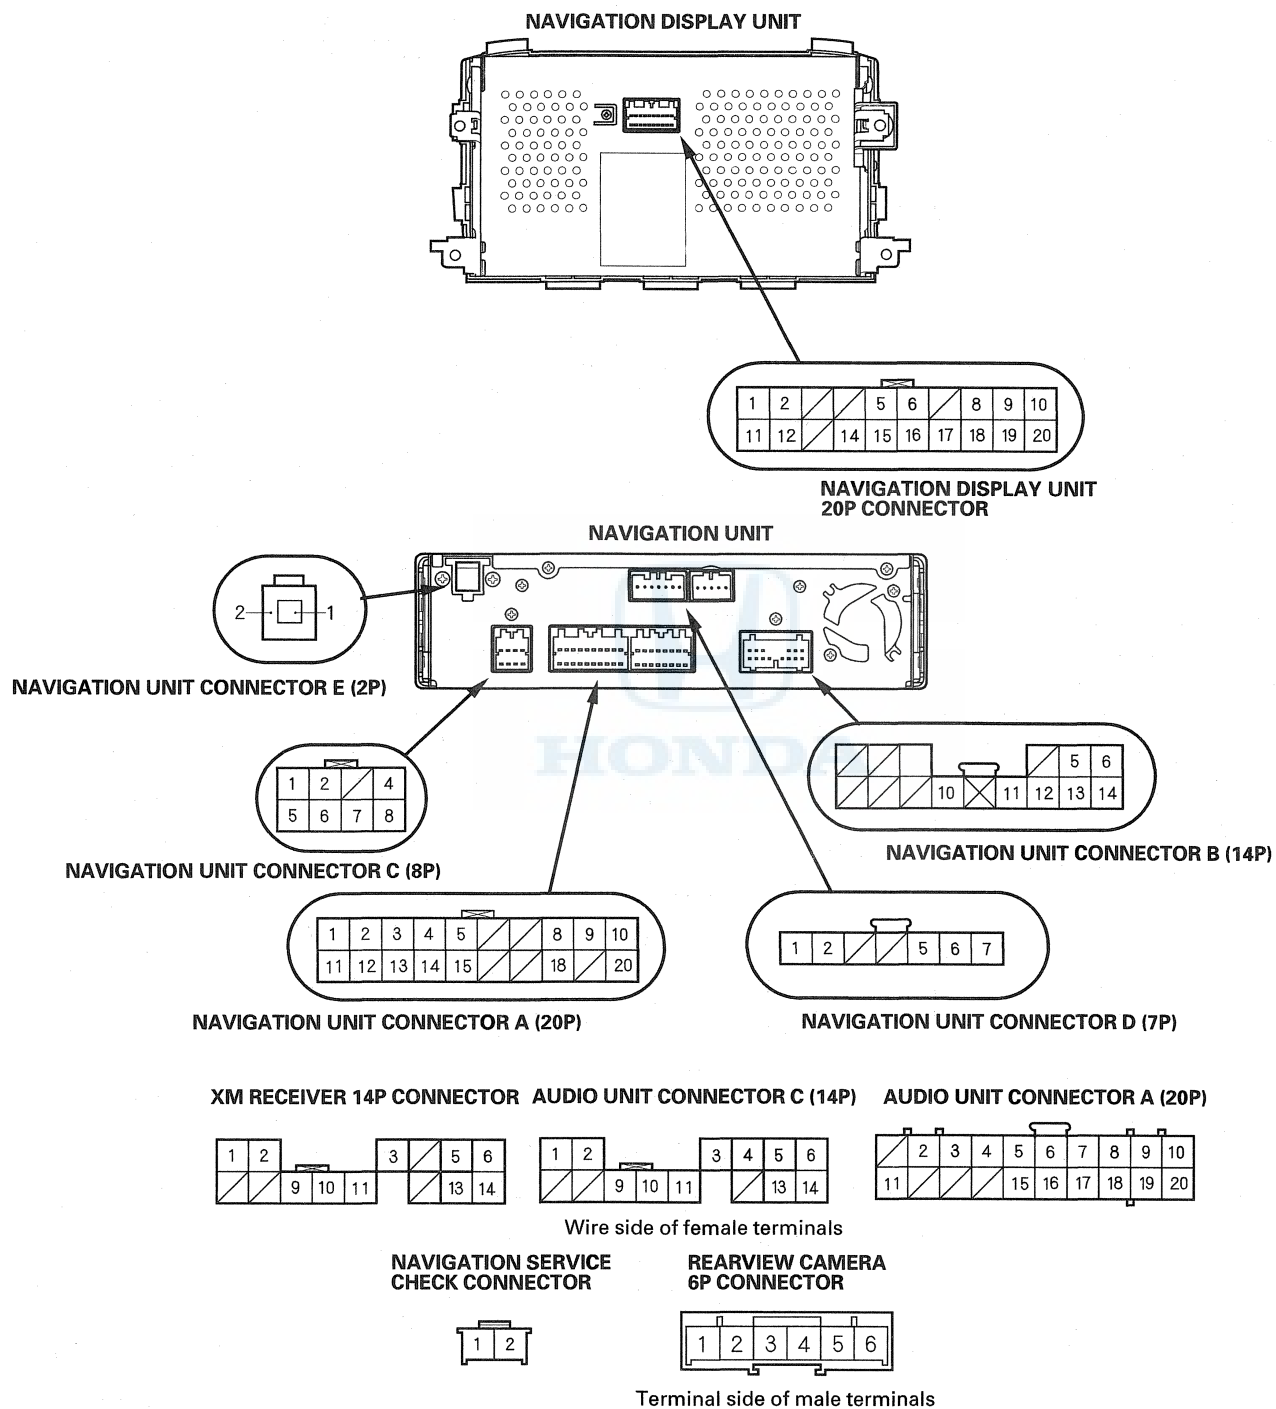 NAVIGATION DISPLAY UNIT
1 2 5 6 8 9 10
11 12 14 15 16 17 18 19 20
NAVIGATION DISPLAY UNIT
20P CONNECTOR
NAVIGATION UNIT
2 1
NAVIGATION UNIT CONNECTOR E (2P)
HONDA
1 2 4
5 6 7 8
NAVIGATION UNIT CONNECTOR C (8P)
5 6
10 11 12 13 14
NAVIGATION UNIT CONNECTOR B (14P)
1 2 3 4 5 8 9 10
11 12 13 14 15 18 20
NAVIGATION UNIT CONNECTOR A (20P)
1 2 5 6 7
NAVIGATION UNIT CONNECTOR D (7P)
XM RECEIVER 14P CONNECTOR
1 2 3 5 6
9 10 11 13 14
AUDIO UNIT CONNECTOR C (14P)
1 2 3 4 5 6
9 10 11 13 14
AUDIO UNIT CONNECTOR A (20P)
2 3 4 5 6 7 8 9 10
11 15 16 17 18 19 20
Wire side of female terminals
NAVIGATION SERVICE
CHECK CONNECTOR
1 2
REARVIEW CAMERA
6P CONNECTOR
1 2 3 4 5 6
Terminal side of male terminals